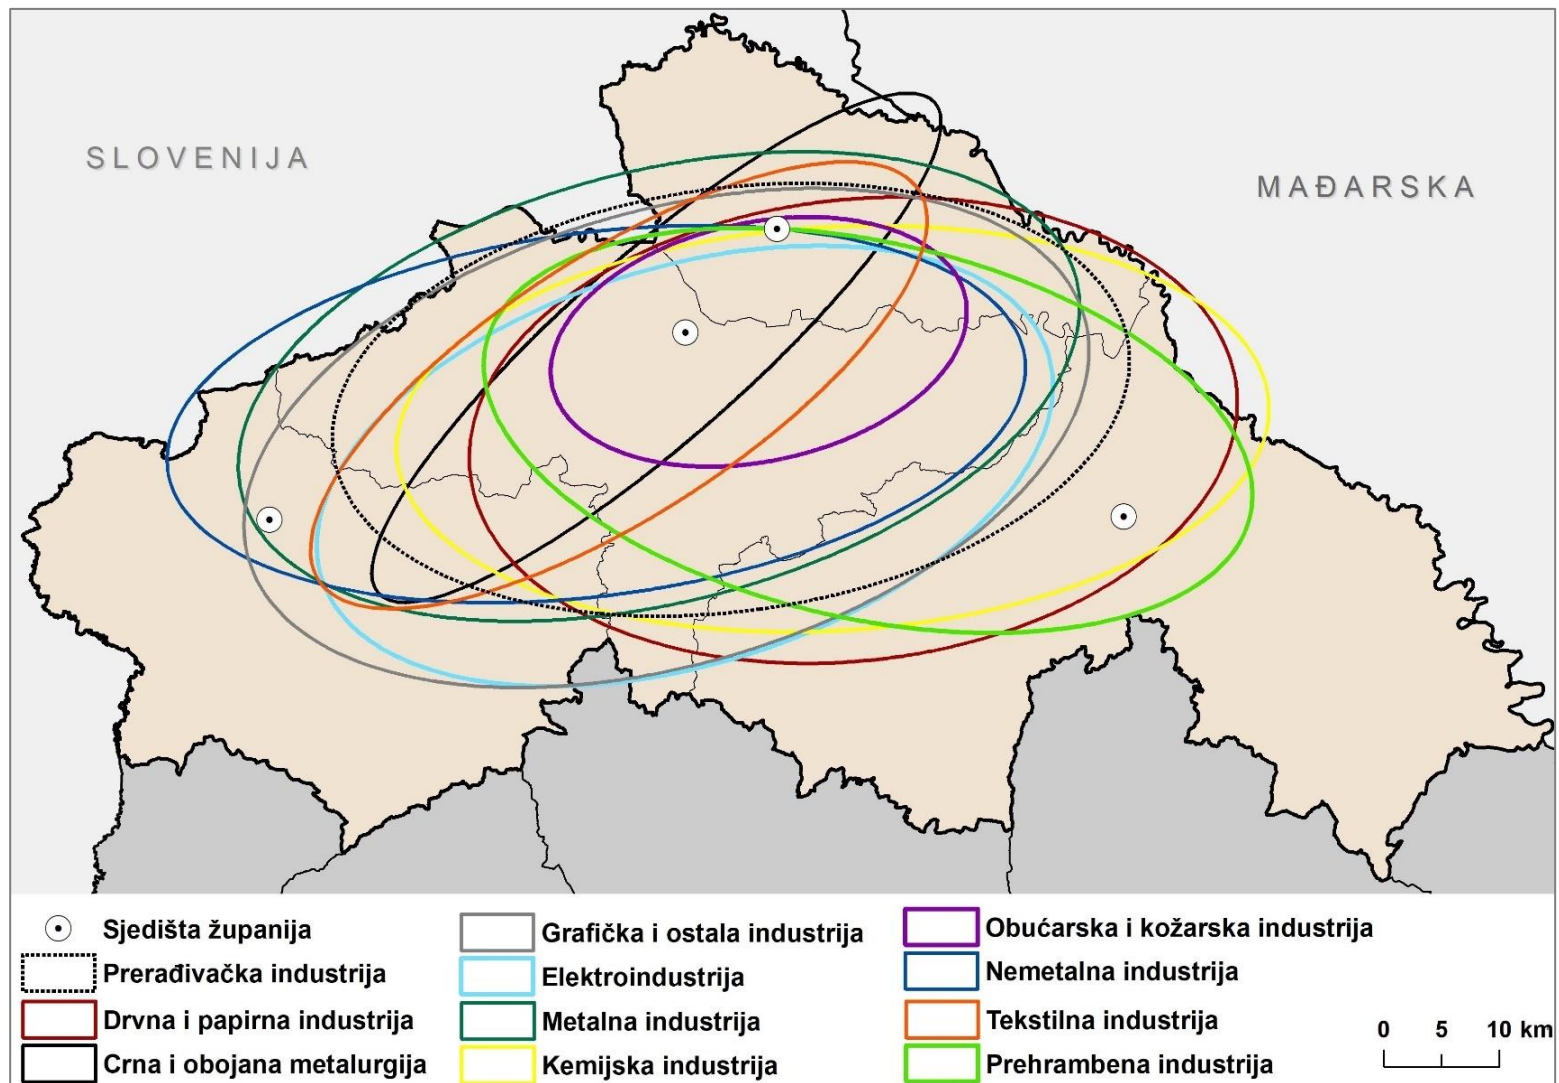 SLOVENIJA
MAĐARSKA
Sjedišta županija
Prerađivačka industrija
Drvna i papirna industrija
Crna i obojana metalurgija
Grafička i ostala industrija
Elektroindustrija
Metalna industrija
Kemijska industrija
Obućarska i kožarska industrija
Nemetalna industrija
Tekstilna industrija
Prehrambena industrija
0 5 10 km